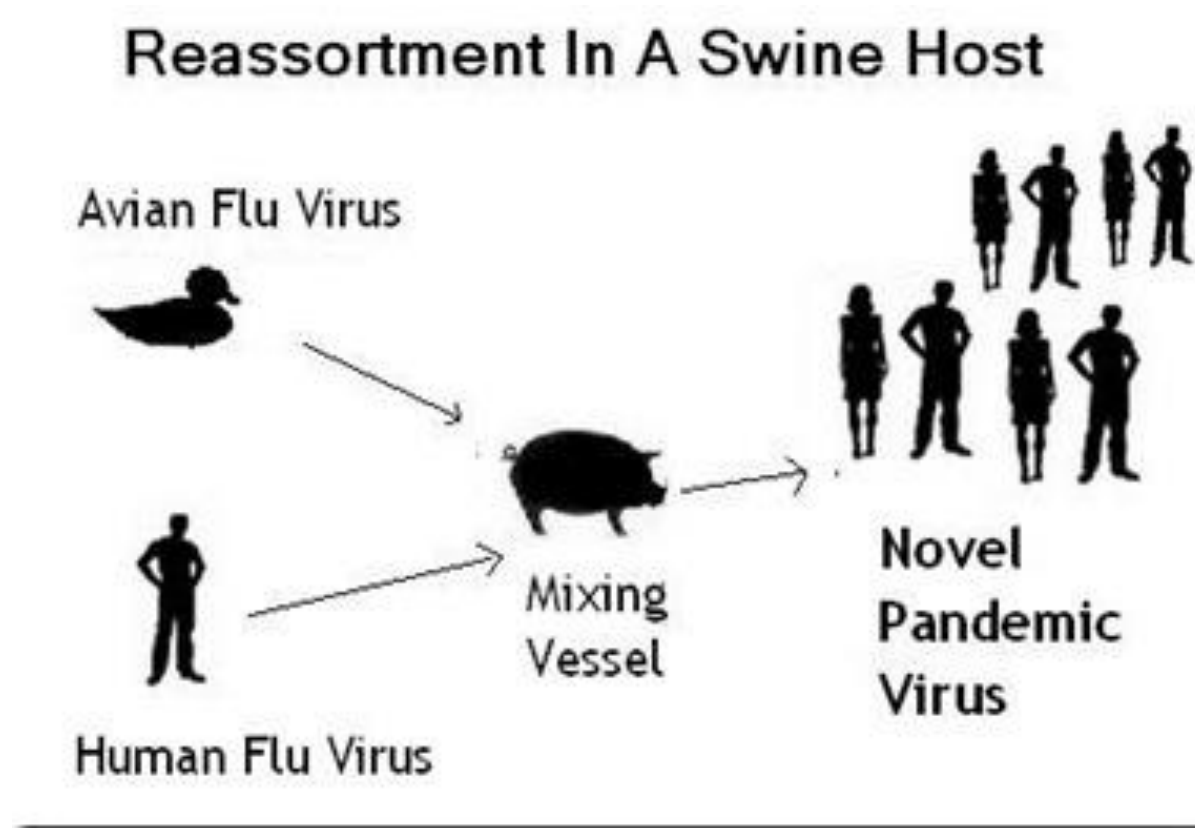 Reassortment In A Swine Host
Avian Flu Virus
Mixing
Vessel
Human Flu Virus
Novel
Pandemic
Virus